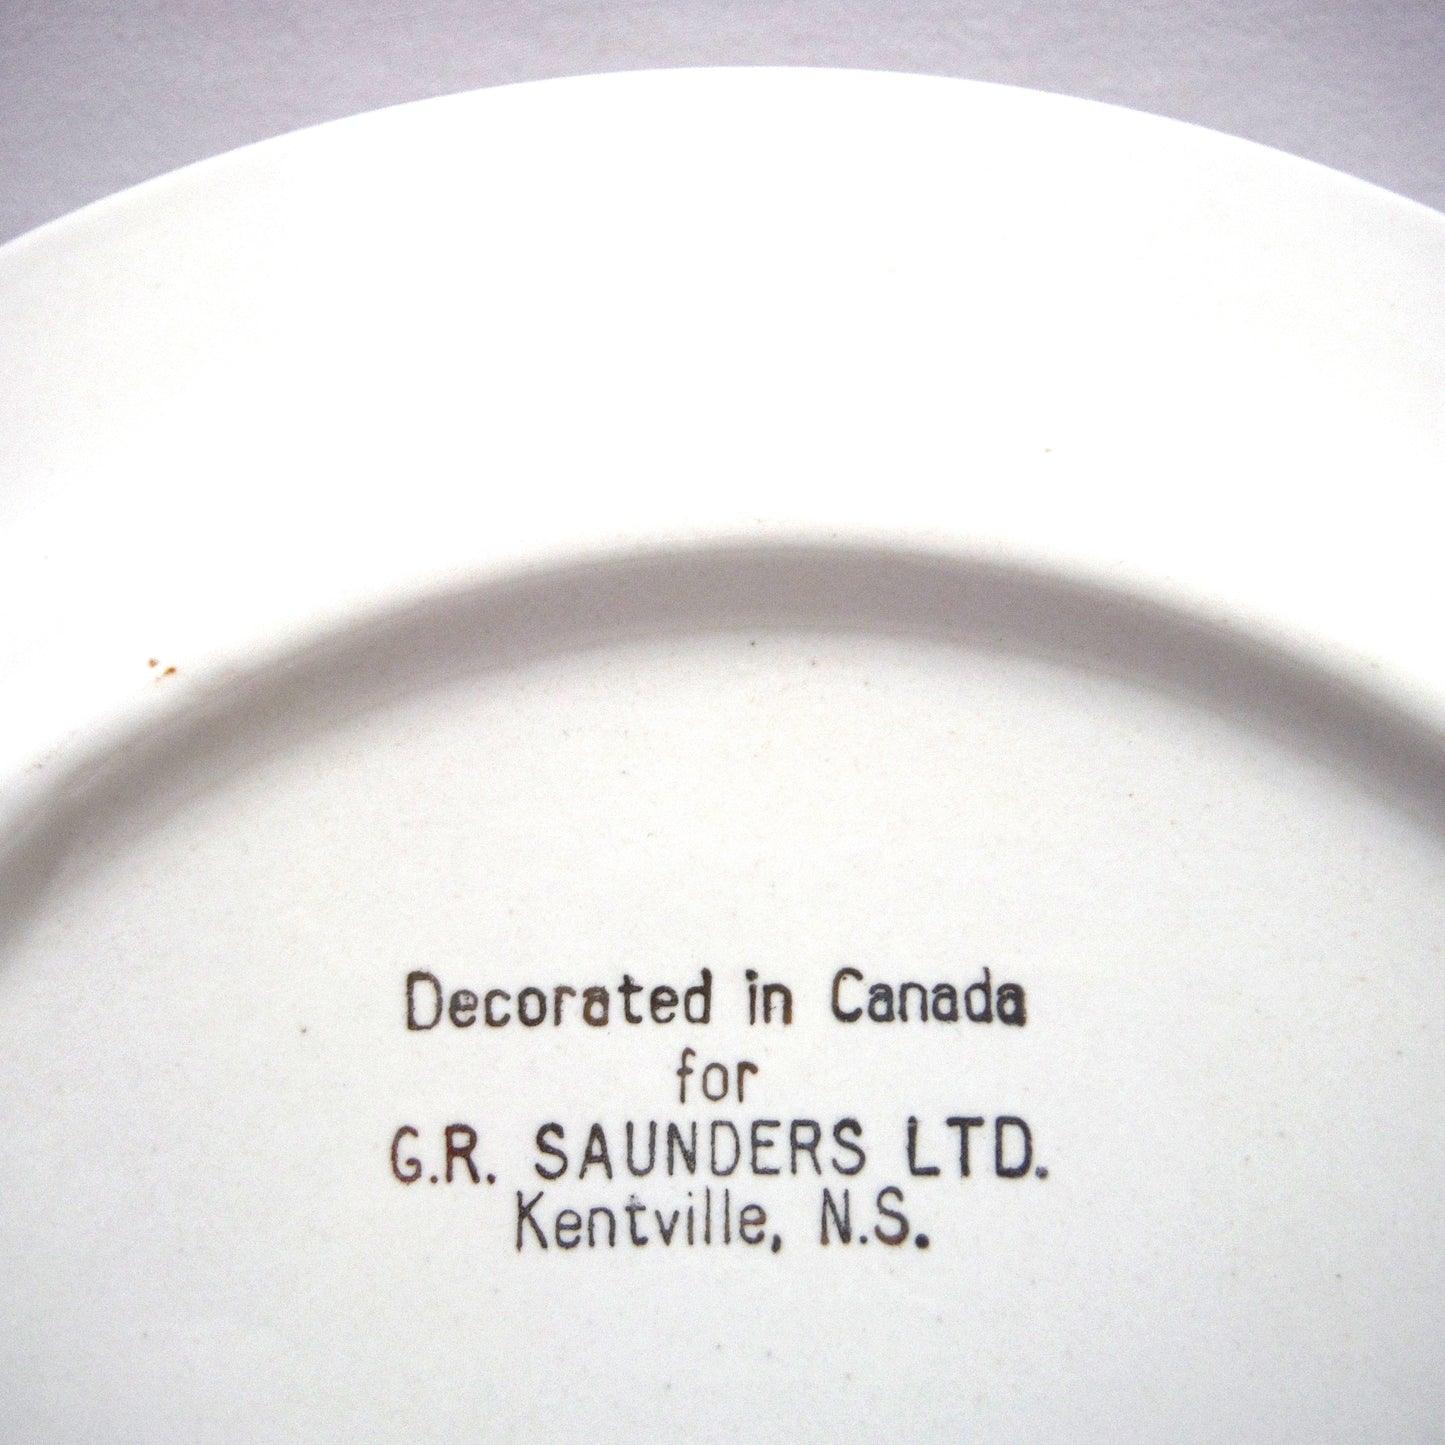 Decorated in Canada
for
G.R. SAUNDERS LTD.
Kentville, N.S.